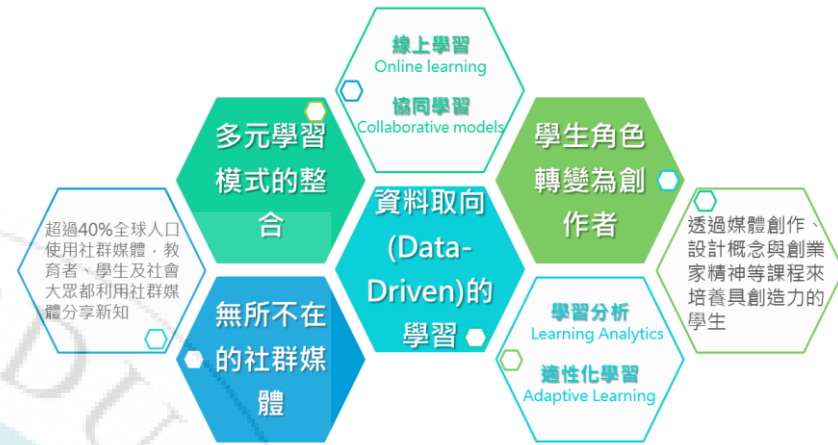 線上學習
Online learning
協同學習
Collaborative models
多元學習
模式的整
合
學生角色
轉變為創
作者
資料取向
(Data-
Driven)的
學習
超過40%全球人口
使用社群媒體，教
育者、學生及社會
大眾都利用社群媒
體分享新知
無所不在
的社群媒
體
學習分析
Learning Analytics
適性化學習
Adaptive Learning
透過媒體創作、
設計概念與創業
家精神等課程來
培養具創造力的
學生
EDU